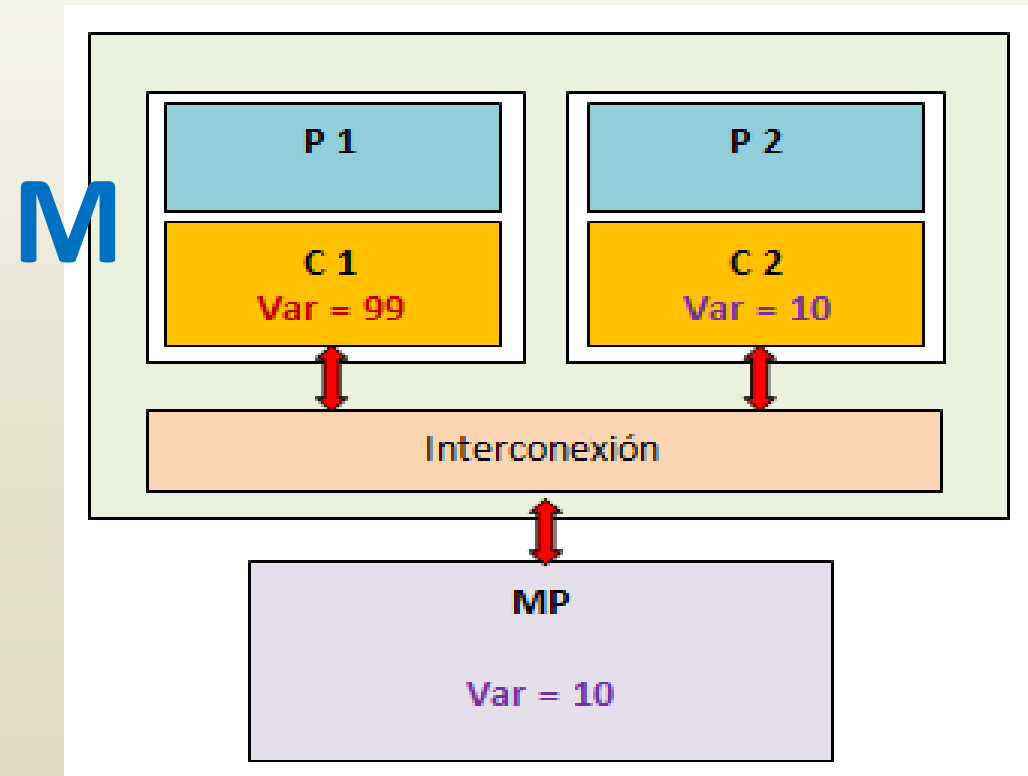 M
P 1
C 1
Var = 99
P 2
C 2
Var = 10
Interconexión
MP
Var = 10